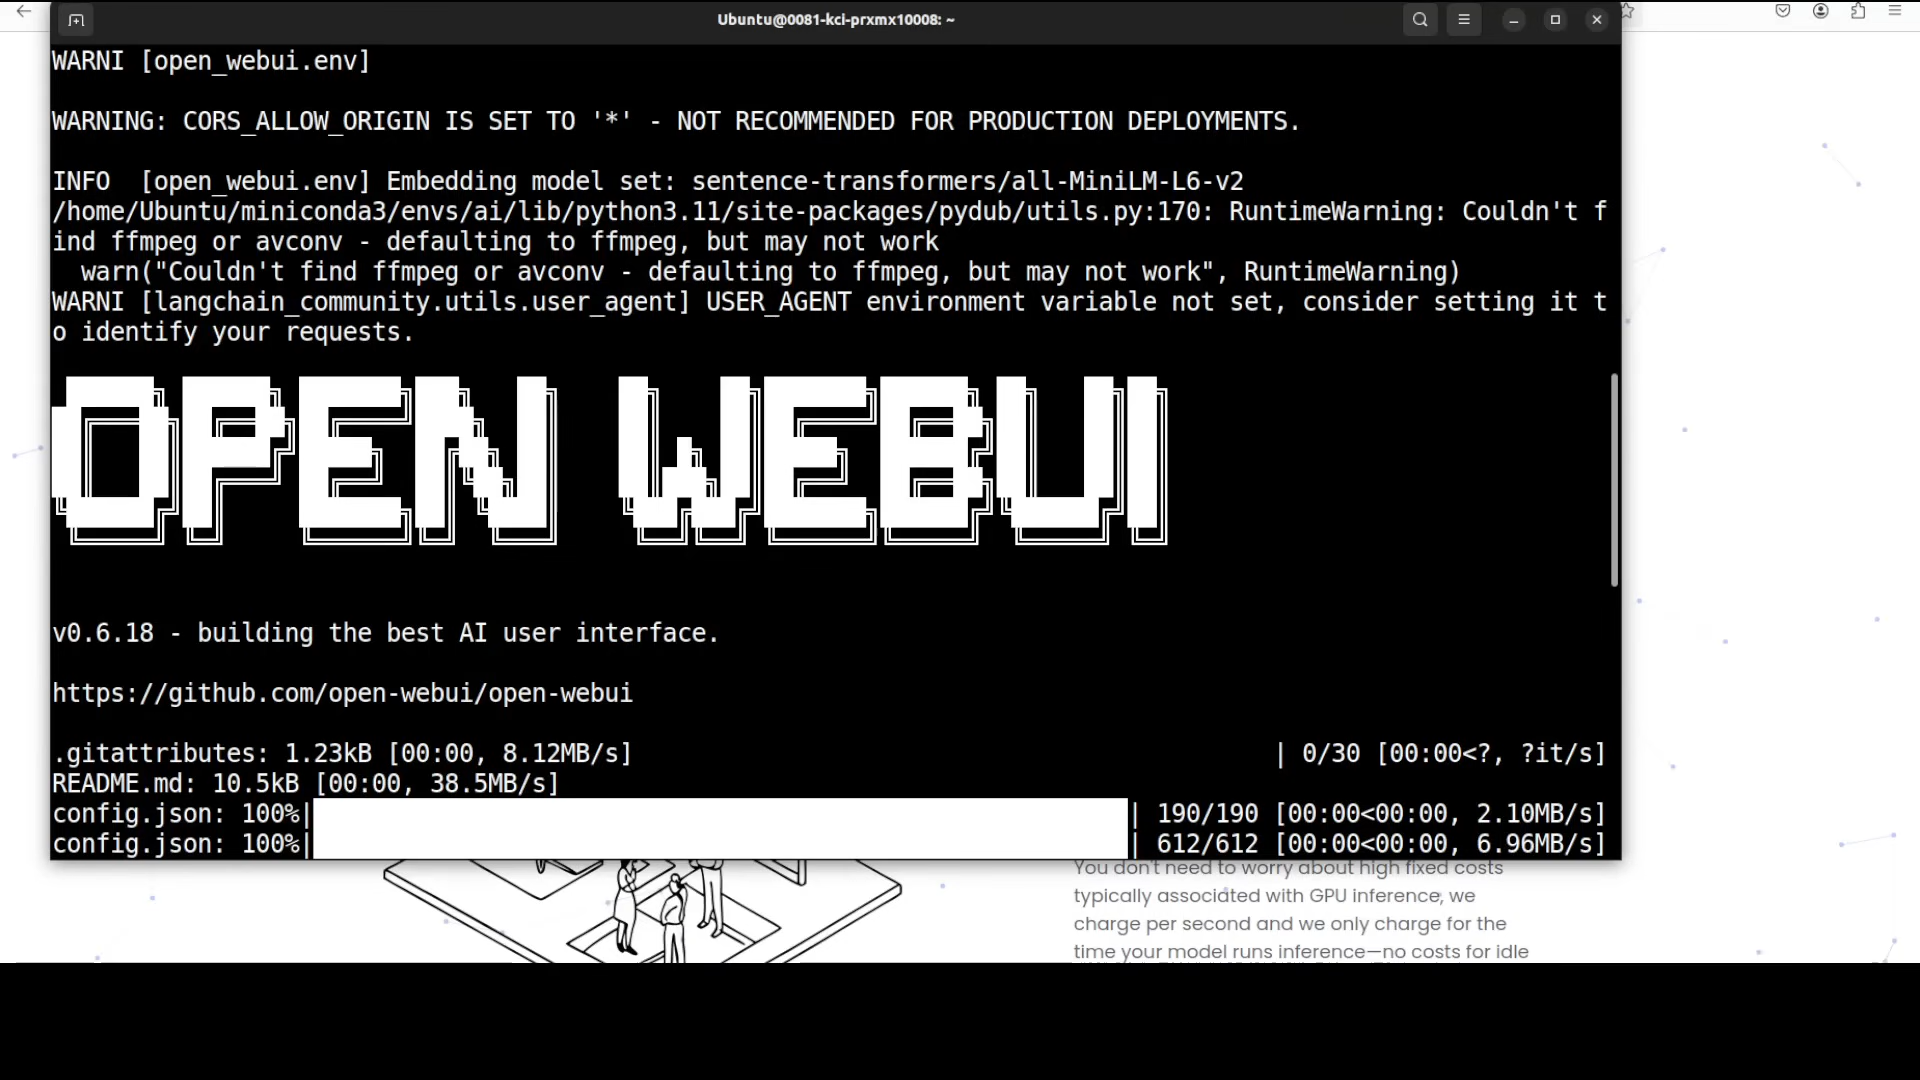 Ubuntu@0081-kci-prxmx10008: ~
WARNI [open_webui.env]
WARNING: CORS_ALLOW_ORIGIN IS SET TO '*' - NOT RECOMMENDED FOR PRODUCTION DEPLOYMENTS.
INFO  [open_webui.env] Embedding model set: sentence-transformers/all-MiniLM-L6-v2
/home/Ubuntu/miniconda3/envs/ai/lib/python3.11/site-packages/pydub/utils.py:170: RuntimeWarning: Couldn't f
ind ffmpeg or avconv - defaulting to ffmpeg, but may not work
  warn("Couldn't find ffmpeg or avconv - defaulting to ffmpeg, but may not work", RuntimeWarning)
WARNI [langchain_community.utils.user_agent] USER_AGENT environment variable not set, consider setting it t
o identify your requests.
OPEN WEBUI
v0.6.18 - building the best AI user interface.
https://github.com/open-webui/open-webui
.gitattributes: 1.23kB [00:00, 8.12MB/s] | 0/30 [00:00<?, ?it/s]
README.md: 10.5kB [00:00, 38.5MB/s]
config.json: 100%| | 190/190 [00:00<00:00, 2.10MB/s]
config.json: 100%| | 612/612 [00:00<00:00, 6.96MB/s]
You don't need to worry about high fixed costs
typically associated with GPU inference, we
charge per second and we only charge for the
time your model runs inference—no costs for idle